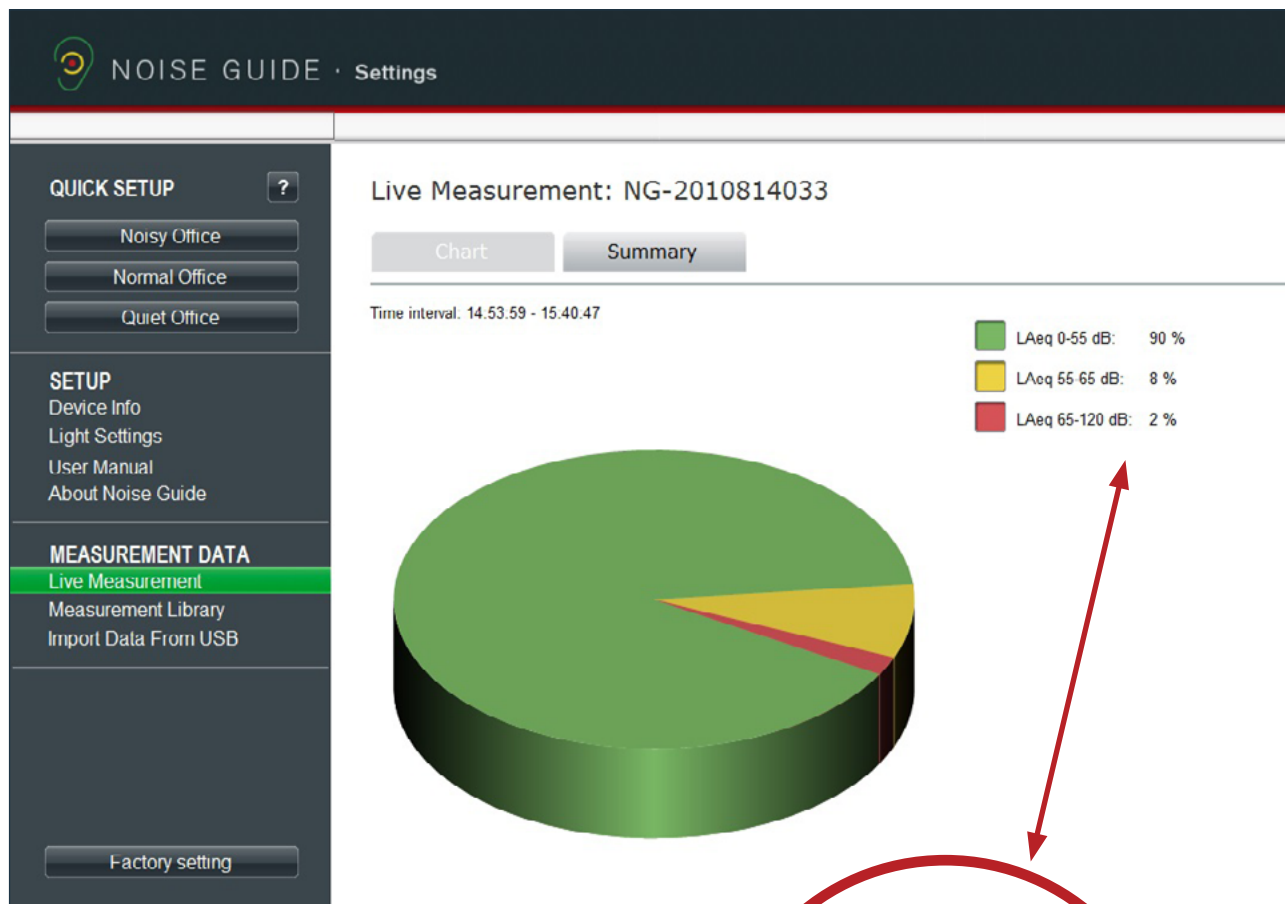 NOISE GUIDE · Settings
QUICK SETUP ?
Noisy Office
Normal Office
Quiet Office
SETUP
Device Info
Light Settings
User Manual
About Noise Guide
MEASUREMENT DATA
Live Measurement
Measurement Library
Import Data From USB
Factory setting
Live Measurement: NG-2010814033
Chart Summary
Time interval: 14.53.59 - 15.40.47
LAeq 0-55 dB: 90 %
LAeq 55-65 dB: 8 %
LAeq 65-120 dB: 2 %